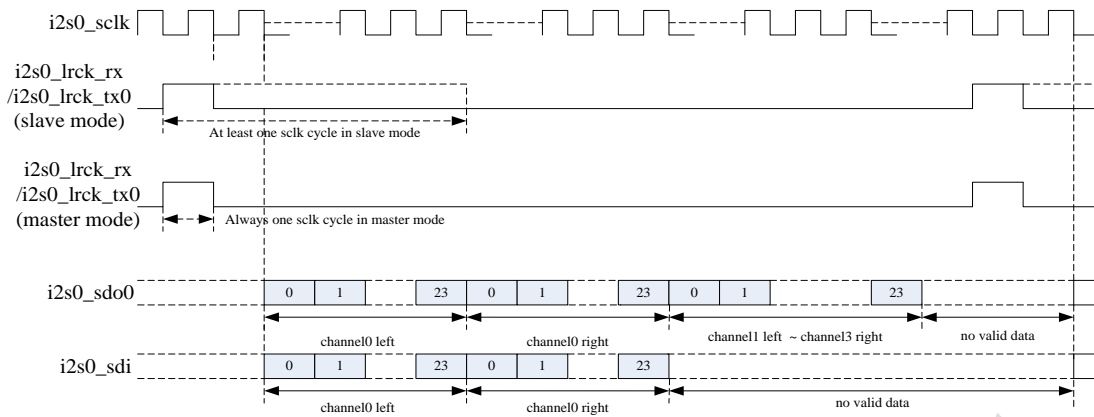 i2s0_sclk
i2s0_lrck_rx
/i2s0_lrck_tx0
(slave mode)
At least one sclk cycle in slave mode
i2s0_lrck_rx
/i2s0_lrck_tx0
(master mode)
Always one sclk cycle in master mode
i2s0_sdo0 0 1 23 0 1 23 0 1 23
channel0 left channel0 right channel1 left ~ channel3 right no valid data
i2s0_sdi 0 1 23 0 1 23
channel0 left channel0 right no valid data